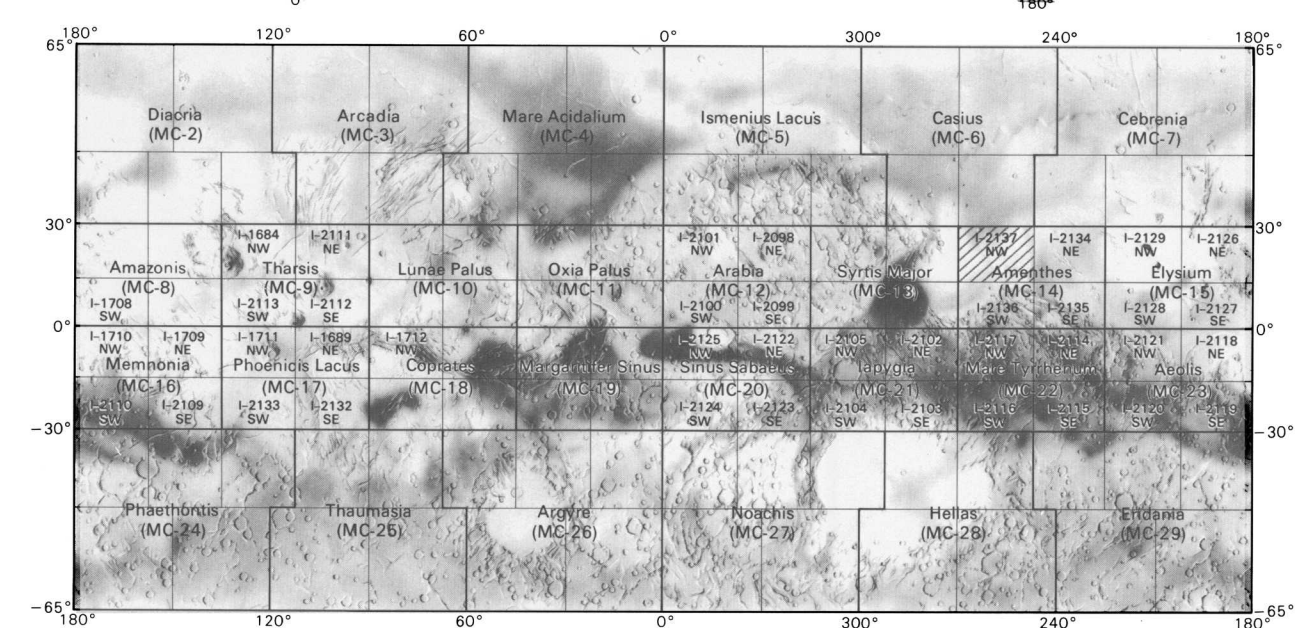 0
180°
180° 120° 60° 0° 300° 240° 180°
65° 65°
Diacria Arcadia Mare Acidalium Ismenius Lacus Casius Cebrenia
(MC-2) (MC-3) (MC-4) (MC-5) (MC-6) (MC-7)
30° 30°
I-1684 I-2111 I-2101 I-2098 I-2137 I-2134 I-2129 I-2126
NW NE NW NE NW NE NW NE
Amazonis Tharsis Lunae Palus Oxia Palus Arabia Syrtis Major Amenthes Elysium
(MC-8) (MC-9) (MC-10) (MC-11) (MC-12) (MC-13) (MC-14) (MC-15)
I-1708 I-2113 I-2112 I-2100 I-2099 I-2136 I-2135 I-2128 I-2127
SW SW SE SW SE SW SE SW SE
0° 0°
I-1710 I-1709 I-1711 I-1689 I-1712 I-2125 I-2122 I-2105 I-2102 I-2117 I-2114 I-2121 I-2118
NW NE NW NE NW NW NE NW NE NW NE NW NE
Memnonia Phoenicis Lacus Coprates Margaritifer Sinus Sinus Sabaeus Iapygia Mare Tyrrhenum Aeolis
(MC-16) (MC-17) (MC-18) (MC-19) (MC-20) (MC-21) (MC-22) (MC-23)
I-2110 I-2109 I-2133 I-2132 I-2124 I-2123 I-2104 I-2103 I-2116 I-2115 I-2120 I-2119
SW SE SW SE SW SE SW SE SW SE SW SE
−30° −30°
Phaethontis Thaumasia Argyre Noachis Hellas Eridania
(MC-24) (MC-25) (MC-26) (MC-27) (MC-28) (MC-29)
−65° −65°
180° 120° 60° 0° 300° 240° 180°